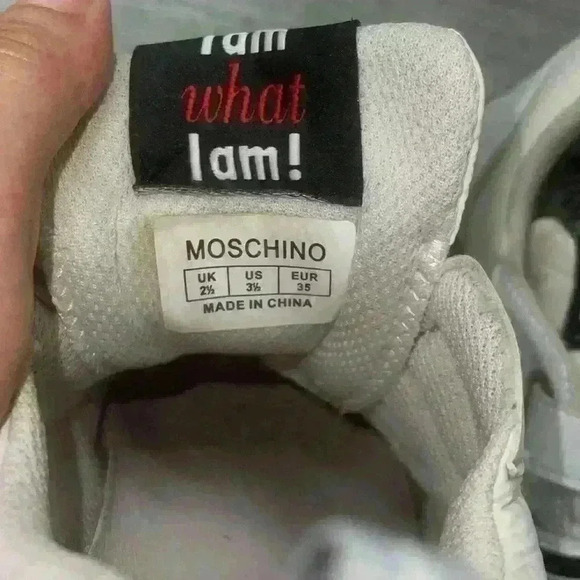 I am
what
I am!
MOSCHINO
UK US EUR
2½ 3½ 35
MADE IN CHINA